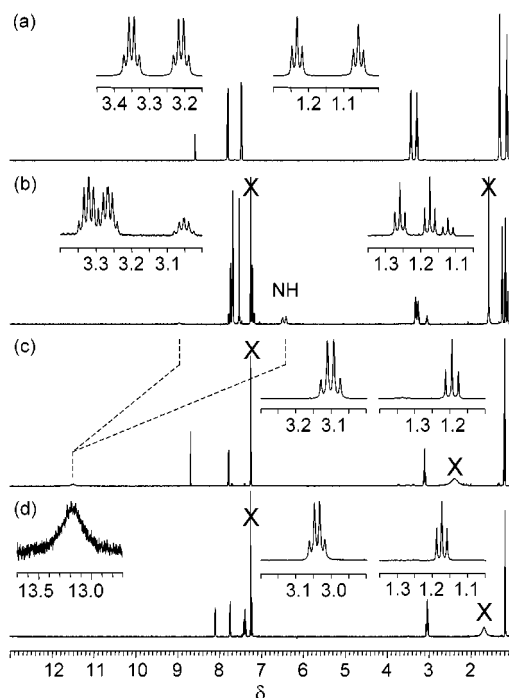 (a)
3.4 3.3 3.2
1.2 1.1
(b)
X
X
3.3 3.2 3.1
1.3 1.2 1.1
NH
(c)
X
3.2 3.1
1.3 1.2
X
(d)
X
13.5 13.0
3.1 3.0
1.3 1.2 1.1
X
12 11 10 9 8 7 6 5 4 3 2
δ